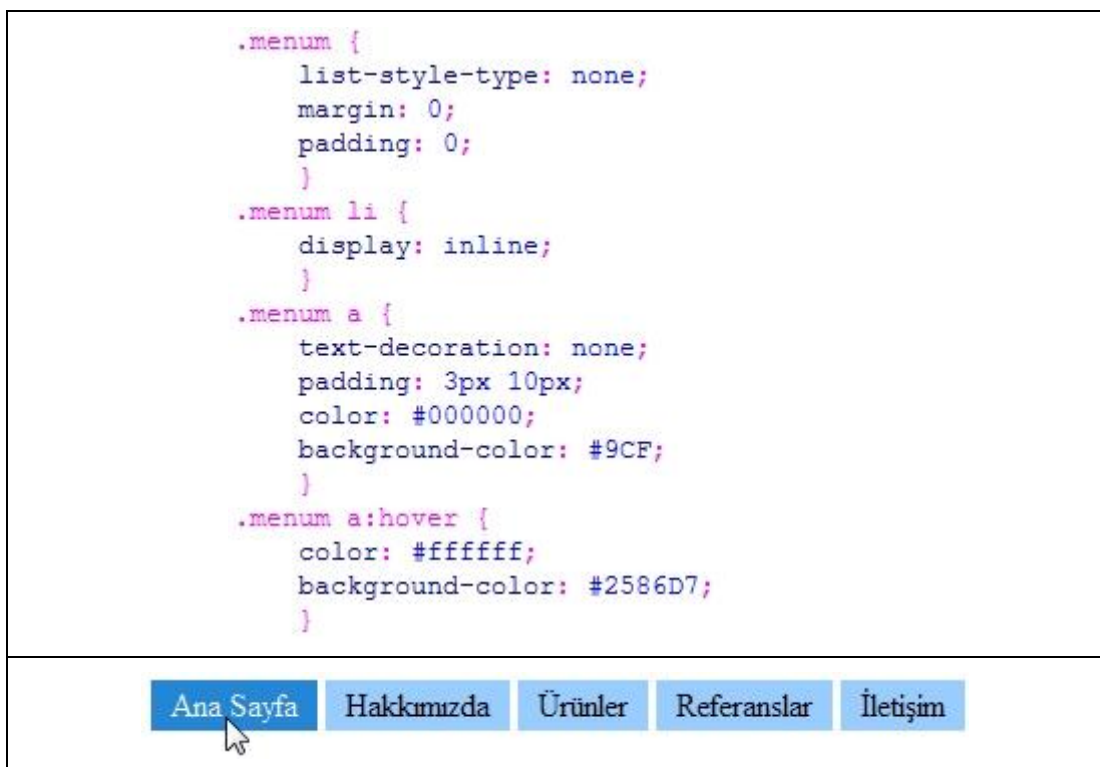 .menum {
list-style-type: none;
margin: 0;
padding: 0;
}
.menum li {
display: inline;
}
.menum a {
text-decoration: none;
padding: 3px 10px;
color: #000000;
background-color: #9CF;
}
.menum a:hover {
color: #ffffff;
background-color: #2586D7;
}
Ana Sayfa Hakkımızda Ürünler Referanslar İletişim